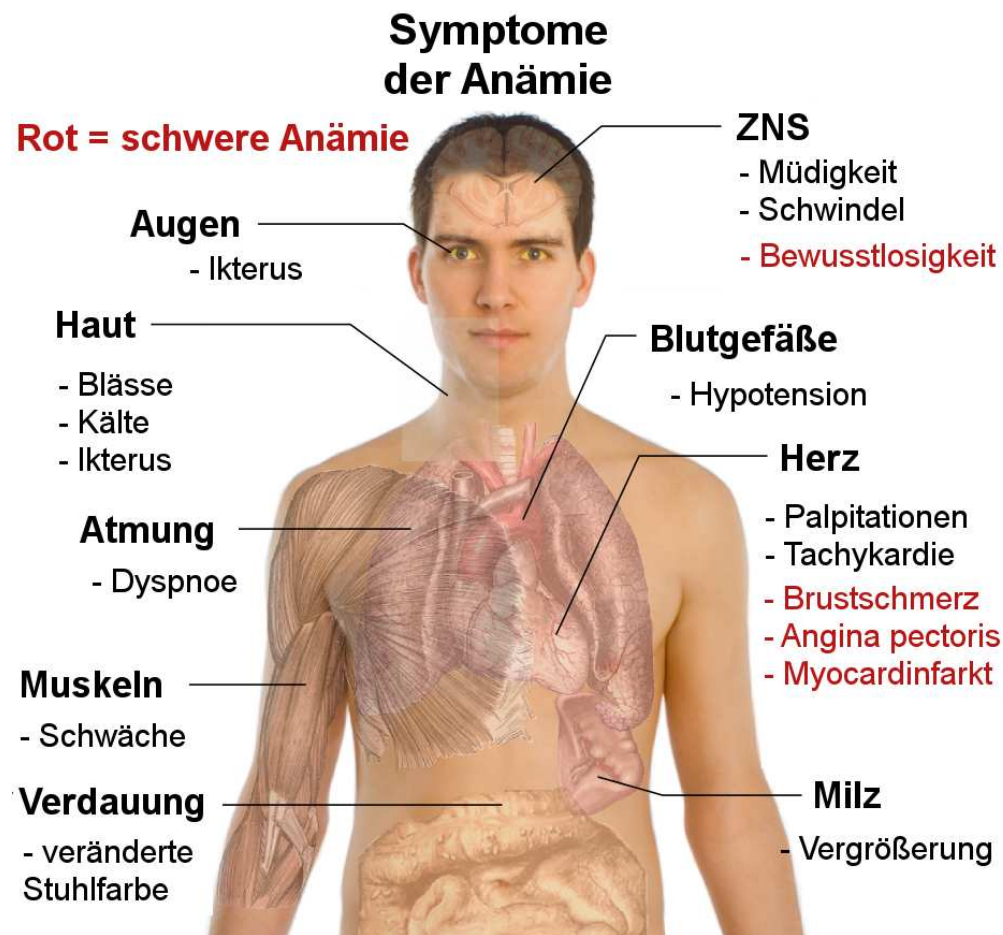 Symptome
der Anämie
Rot = schwere Anämie
Augen
- Ikterus
Haut
- Blässe
- Kälte
- Ikterus
Atmung
- Dyspnoe
Muskeln
- Schwäche
Verdauung
- veränderte
Stuhlfarbe
ZNS
- Müdigkeit
- Schwindel
- Bewusstlosigkeit
Blutgefäße
- Hypotension
Herz
- Palpitationen
- Tachykardie
- Brustschmerz
- Angina pectoris
- Myocardinfarkt
Milz
- Vergrößerung